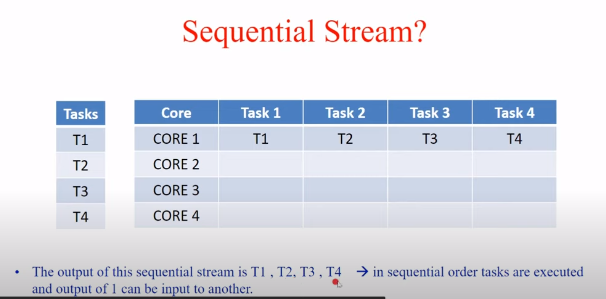 Sequential Stream?
Tasks
T1
T2
T3
T4
Core Task 1 Task 2 Task 3 Task 4
CORE 1 T1 T2 T3 T4
CORE 2
CORE 3
CORE 4
• The output of this sequential stream is T1 , T2, T3 , T4 → in sequential order tasks are executed
and output of 1 can be input to another.